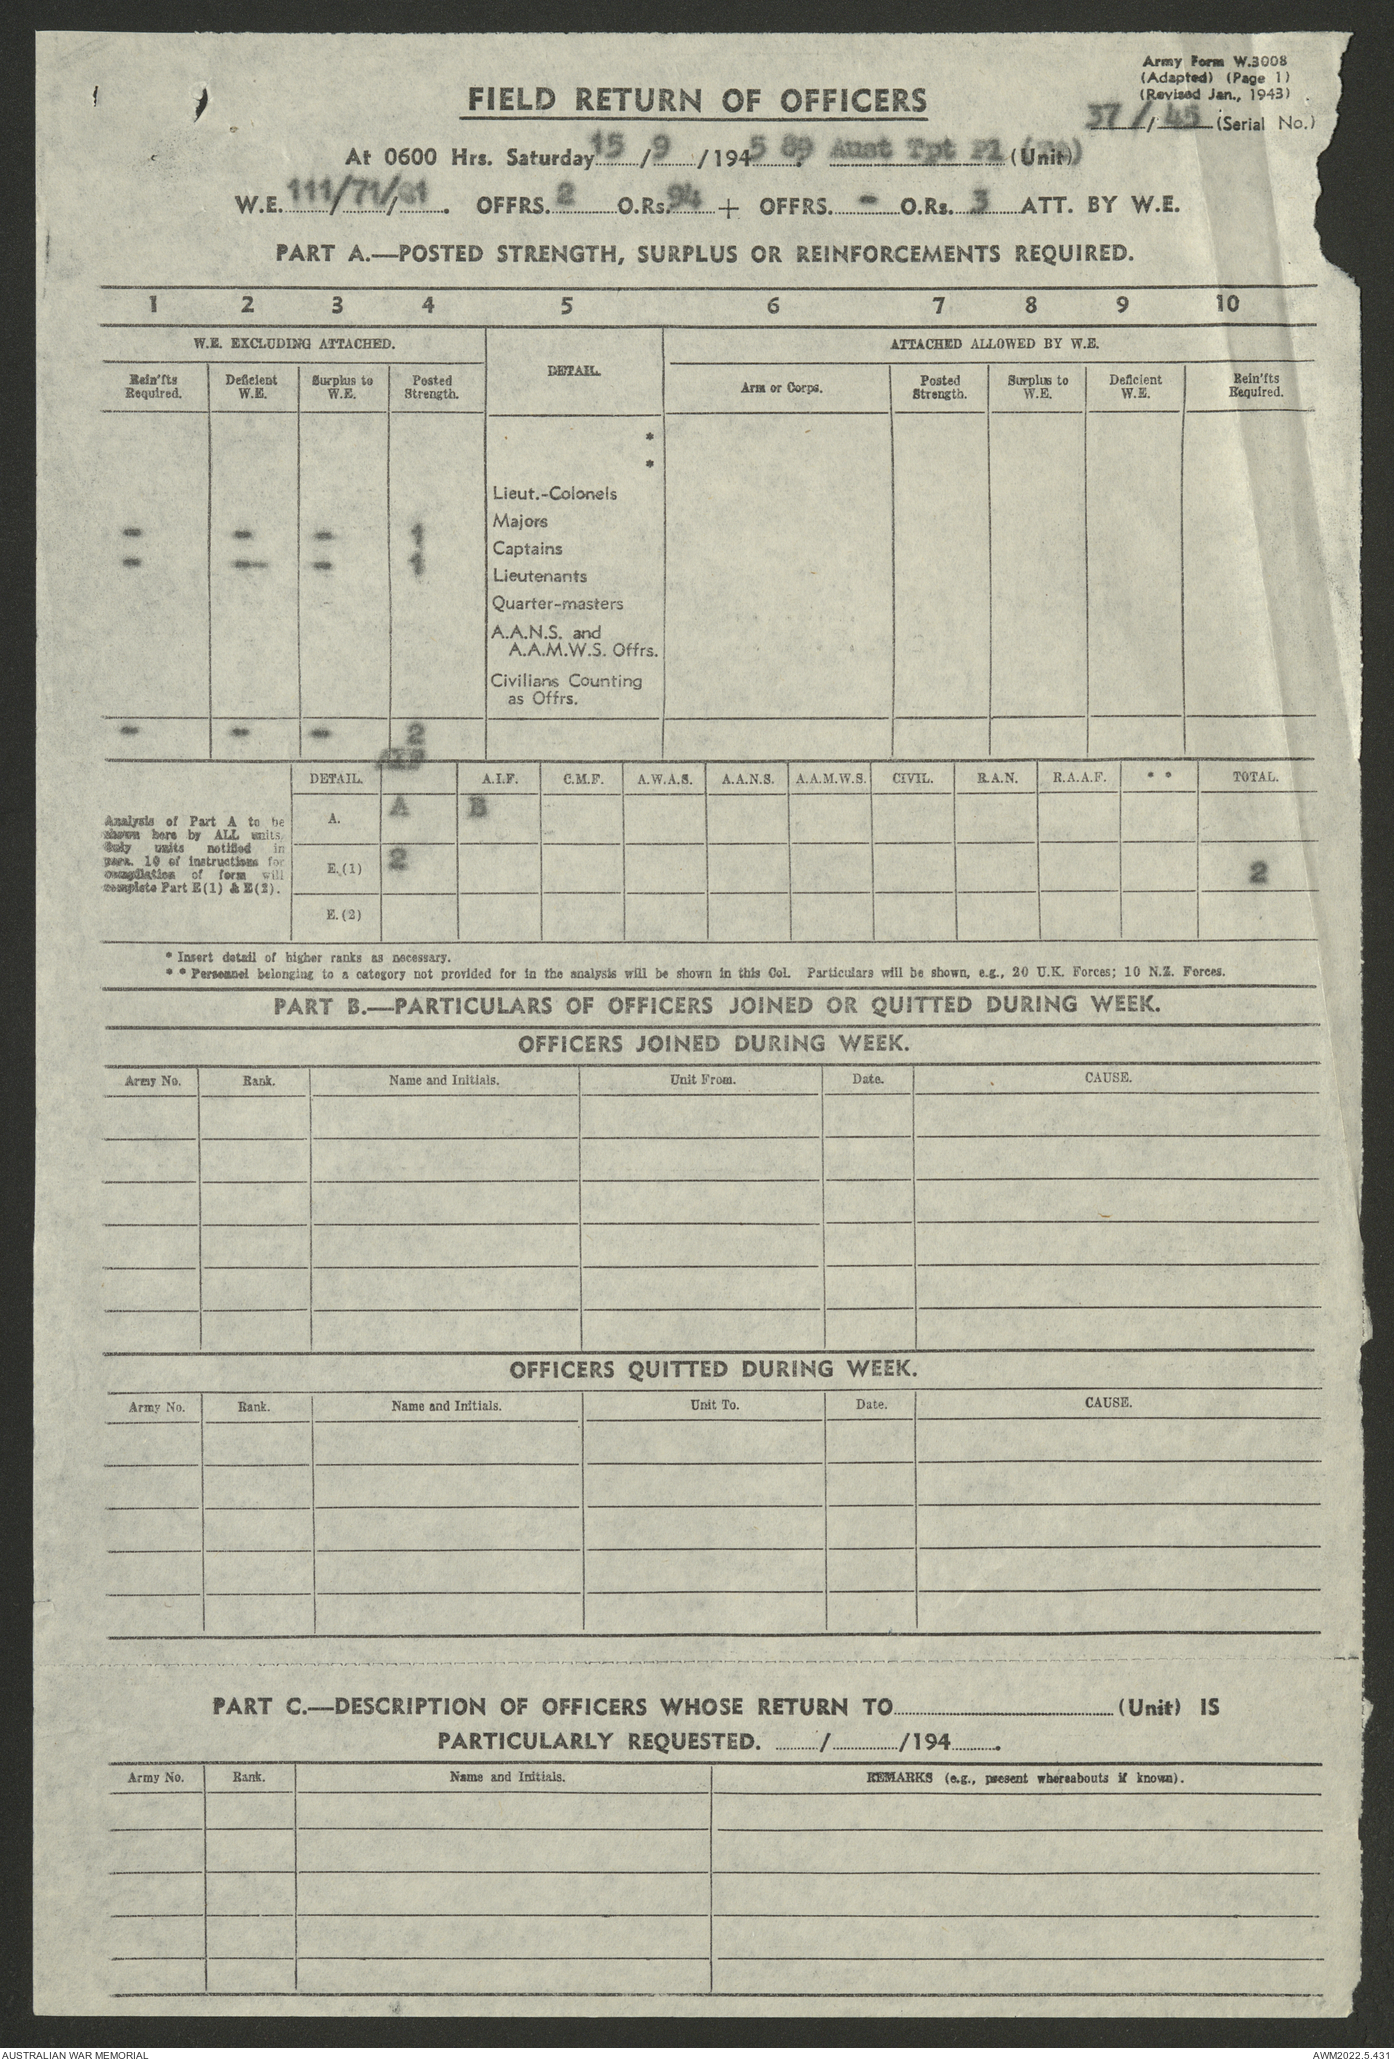 Army Form W.3008
(Adapted) (Page 1)
(Revised Jan., 1943)
37 / 45 (Serial No.)
FIELD RETURN OF OFFICERS
At 0600 Hrs. Saturday 15 / 9 / 1945 89 Aust Tpt Pl (Unit)
W.E. 111/71/81. OFFRS. 2 O.Rs. 94 + OFFRS. - O.Rs. 3 ATT. BY W.E.
PART A.—POSTED STRENGTH, SURPLUS OR REINFORCEMENTS REQUIRED.
1 2 3 4 5 6 7 8 9 10
W.E. EXCLUDING ATTACHED. DETAIL. ATTACHED ALLOWED BY W.E.
Rein'fts Required. Deficient W.E. Surplus to W.E. Posted Strength. Arm or Corps. Posted Strength. Surplus to W.E. Deficient W.E. Rein'fts Required.
*
*
Lieut.-Colonels
Majors
- - - 1 Captains
- - - 1 Lieutenants
Quarter-masters
A.A.N.S. and
A.A.M.W.S. Offrs.
Civilians Counting
as Offrs.
- - - 2
AIF
DETAIL. A.I.F. C.M.F. A.W.A.S. A.A.N.S. A.A.M.W.S. CIVIL. R.A.N. R.A.A.F. * * TOTAL.
A. A B
E.(1) 2 2
E.(2)
Analysis of Part A to be
shown here by ALL units.
Only units notified in
para. 10 of instructions for
compilation of form will
complete Part E(1) & E(2).
* Insert detail of higher ranks as necessary.
* * Personnel belonging to a category not provided for in the analysis will be shown in this Col. Particulars will be shown, e.g., 20 U.K. Forces; 10 N.Z. Forces.
PART B.—PARTICULARS OF OFFICERS JOINED OR QUITTED DURING WEEK.
OFFICERS JOINED DURING WEEK.
Army No. Rank. Name and Initials. Unit From. Date. CAUSE.
OFFICERS QUITTED DURING WEEK.
Army No. Rank. Name and Initials. Unit To. Date. CAUSE.
PART C.—DESCRIPTION OF OFFICERS WHOSE RETURN TO.......... (Unit) IS
PARTICULARLY REQUESTED. ....../....../194.......
Army No. Rank. Name and Initials. REMARKS (e.g., present whereabouts if known).
AUSTRALIAN WAR MEMORIAL AWM2022.5.431